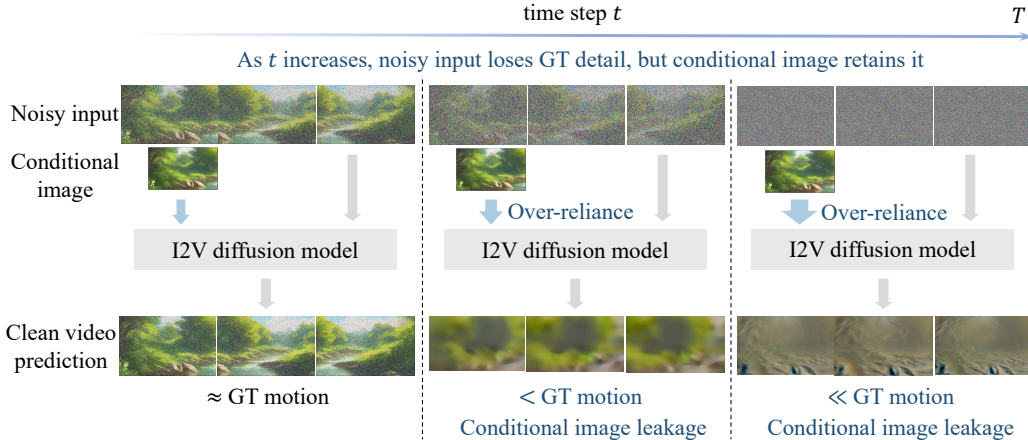 time step t
T
As t increases, noisy input loses GT detail, but conditional image retains it
Noisy input
Conditional
image
Over-reliance
Over-reliance
I2V diffusion model
I2V diffusion model
I2V diffusion model
Clean video
prediction
≈ GT motion
< GT motion
≪ GT motion
Conditional image leakage
Conditional image leakage